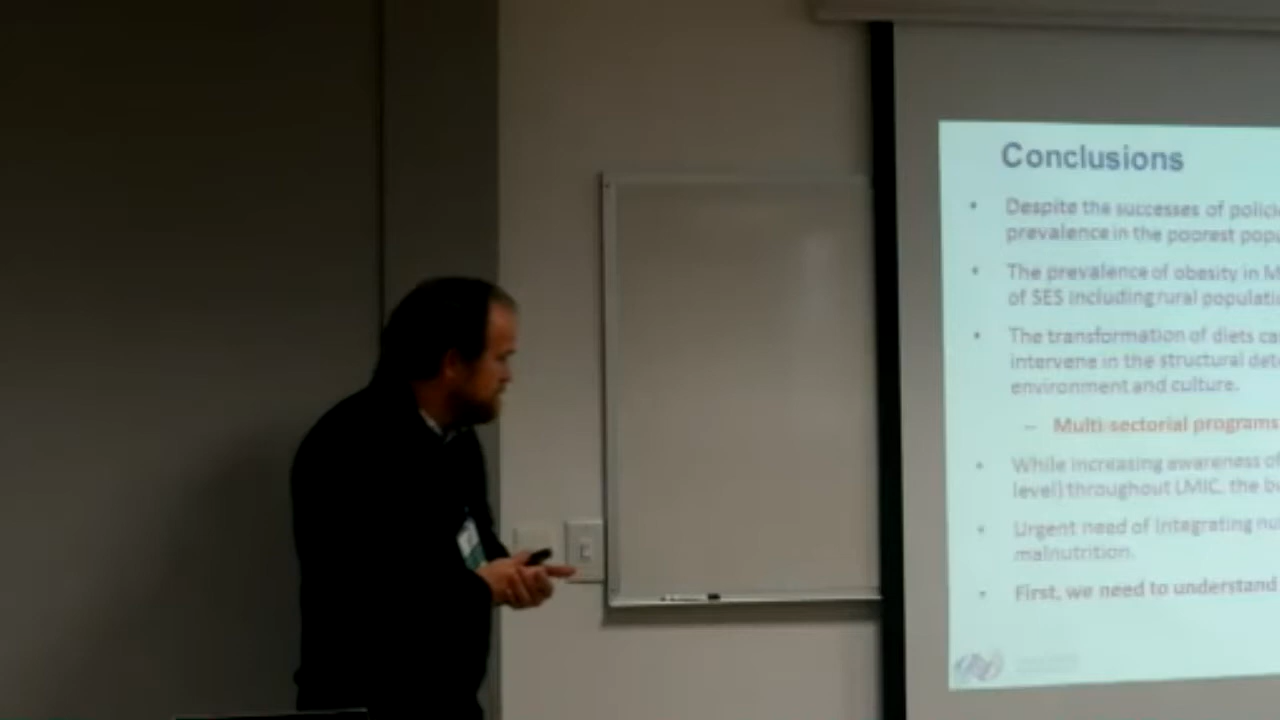 Conclusions
• Despite the successes of polici
prevalence in the poorest popu
• The prevalence of obesity in M
of SES including rural populati
• The transformation of diets ca
intervene in the structural det
environment and culture.
– Multi sectorial programs
• While increasing awareness of
level) throughout LMIC, the bu
• Urgent need of integrating nu
malnutrition.
• First, we need to understand